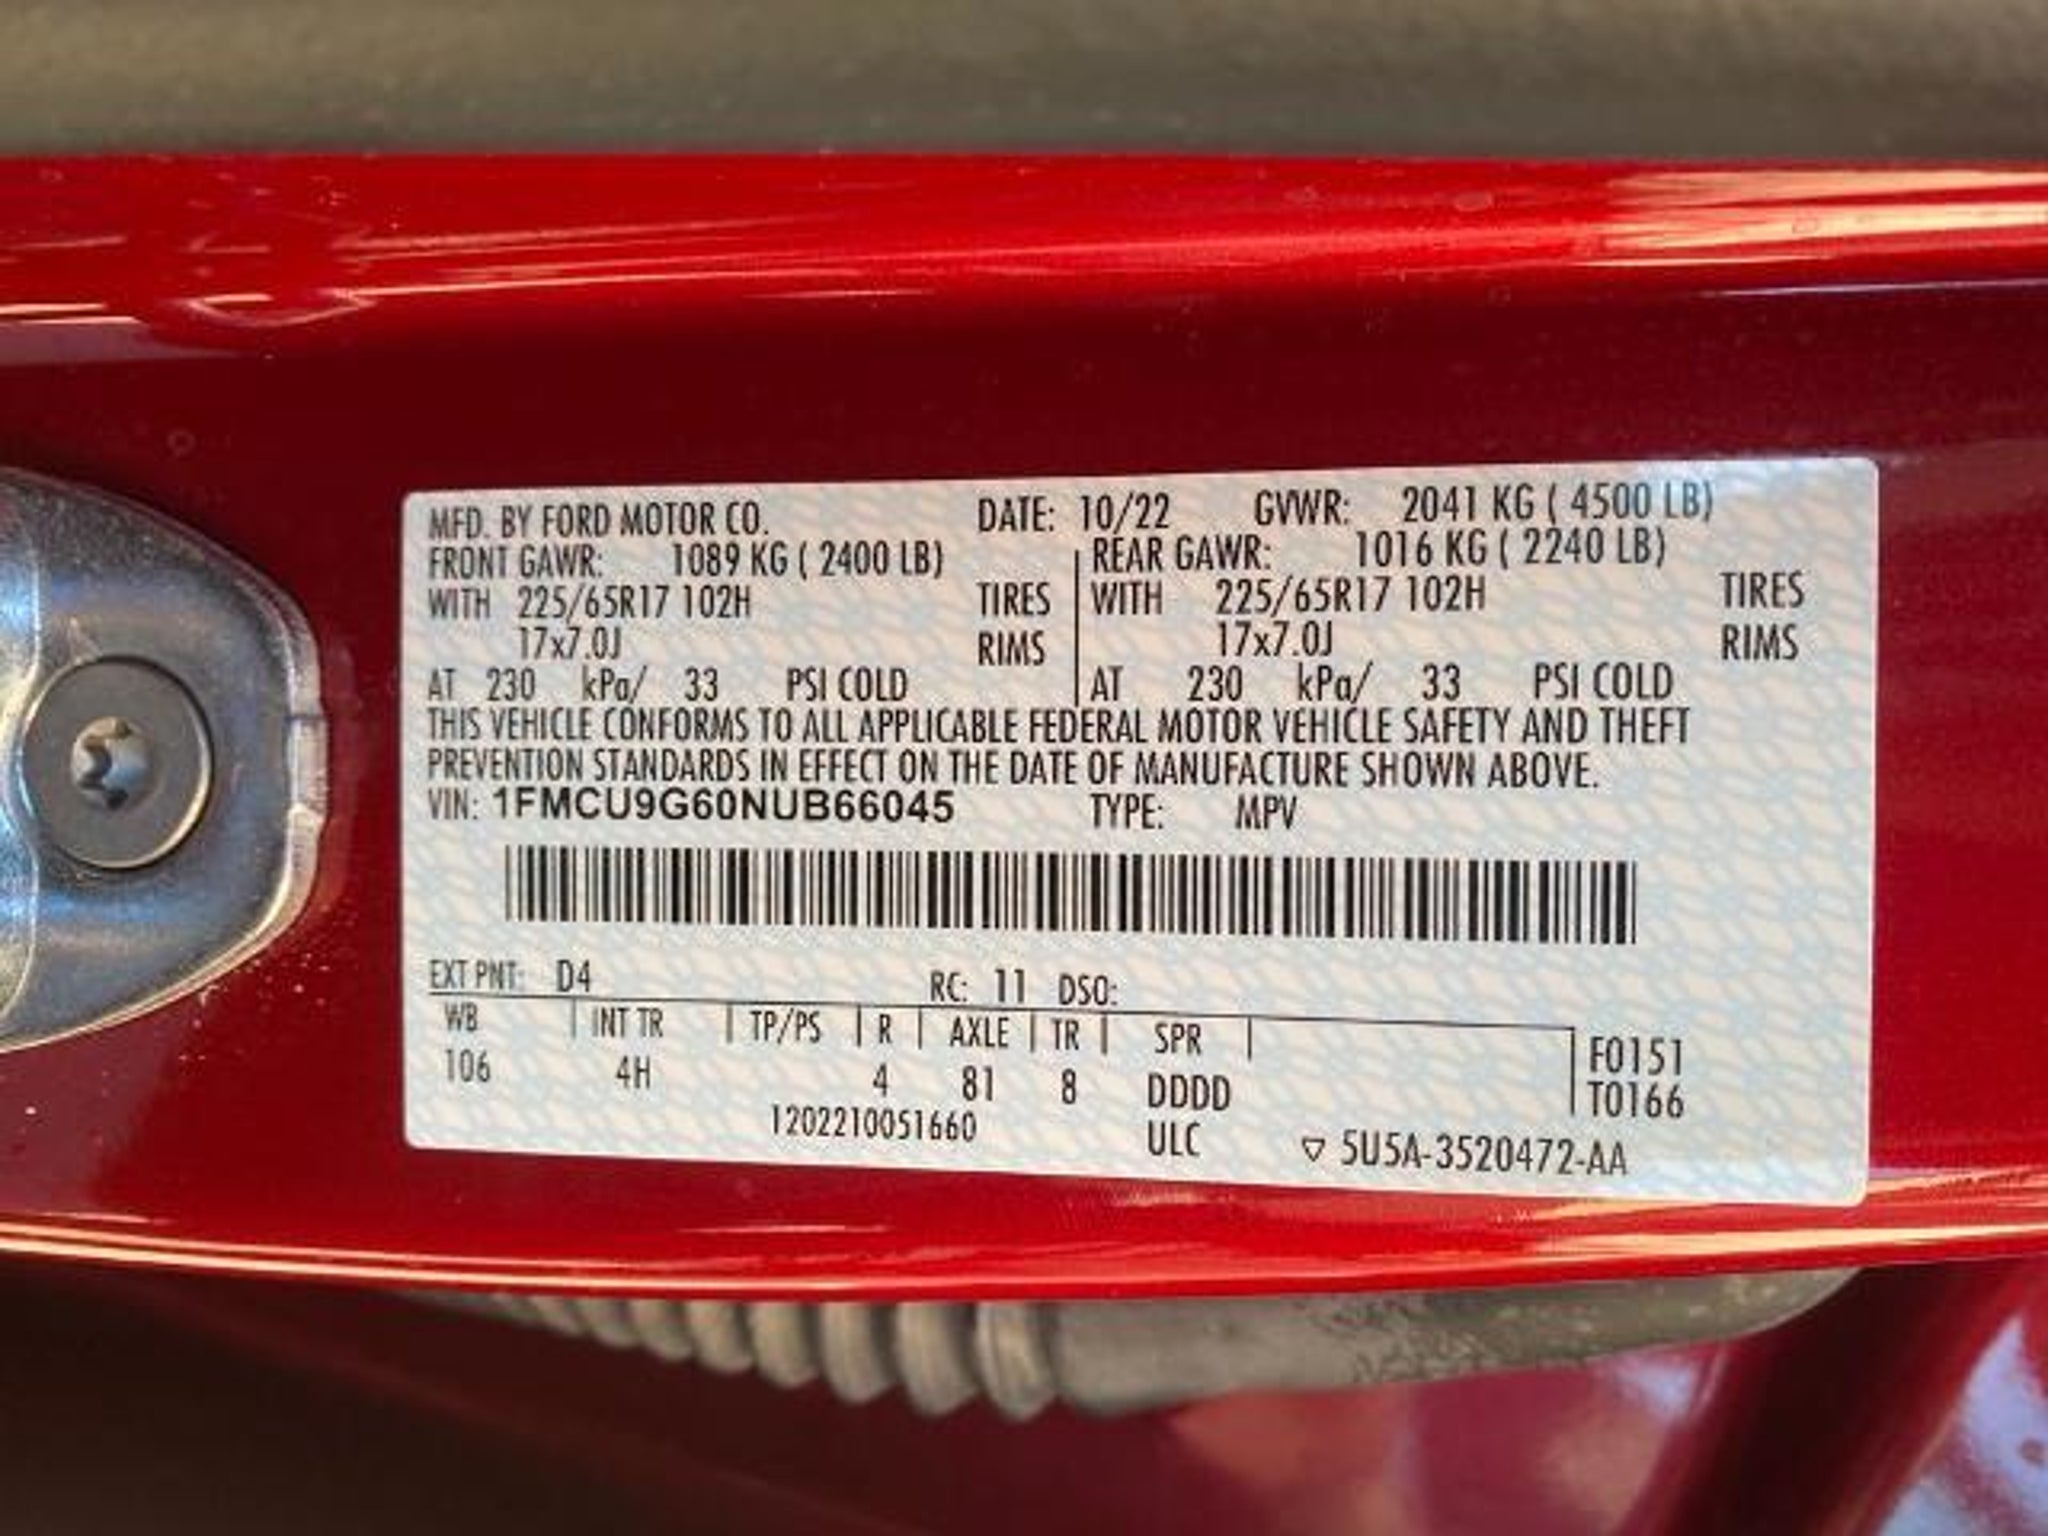 MFD. BY FORD MOTOR CO. DATE: 10/22 GVWR: 2041 KG ( 4500 LB)
FRONT GAWR: 1089 KG ( 2400 LB) REAR GAWR: 1016 KG ( 2240 LB)
WITH 225/65R17 102H TIRES WITH 225/65R17 102H TIRES
17x7.0J RIMS 17x7.0J RIMS
AT 230 kPa/ 33 PSI COLD AT 230 kPa/ 33 PSI COLD
THIS VEHICLE CONFORMS TO ALL APPLICABLE FEDERAL MOTOR VEHICLE SAFETY AND THEFT
PREVENTION STANDARDS IN EFFECT ON THE DATE OF MANUFACTURE SHOWN ABOVE.
VIN: 1FMCU9G60NUB66045 TYPE: MPV
EXT PNT: D4 RC: 11 DSO:
WB INT TR TP/PS R AXLE TR SPR F0151
106 4H 4 81 8 DDDD T0166
1202210051660 ULC ▽ 5U5A-3520472-AA